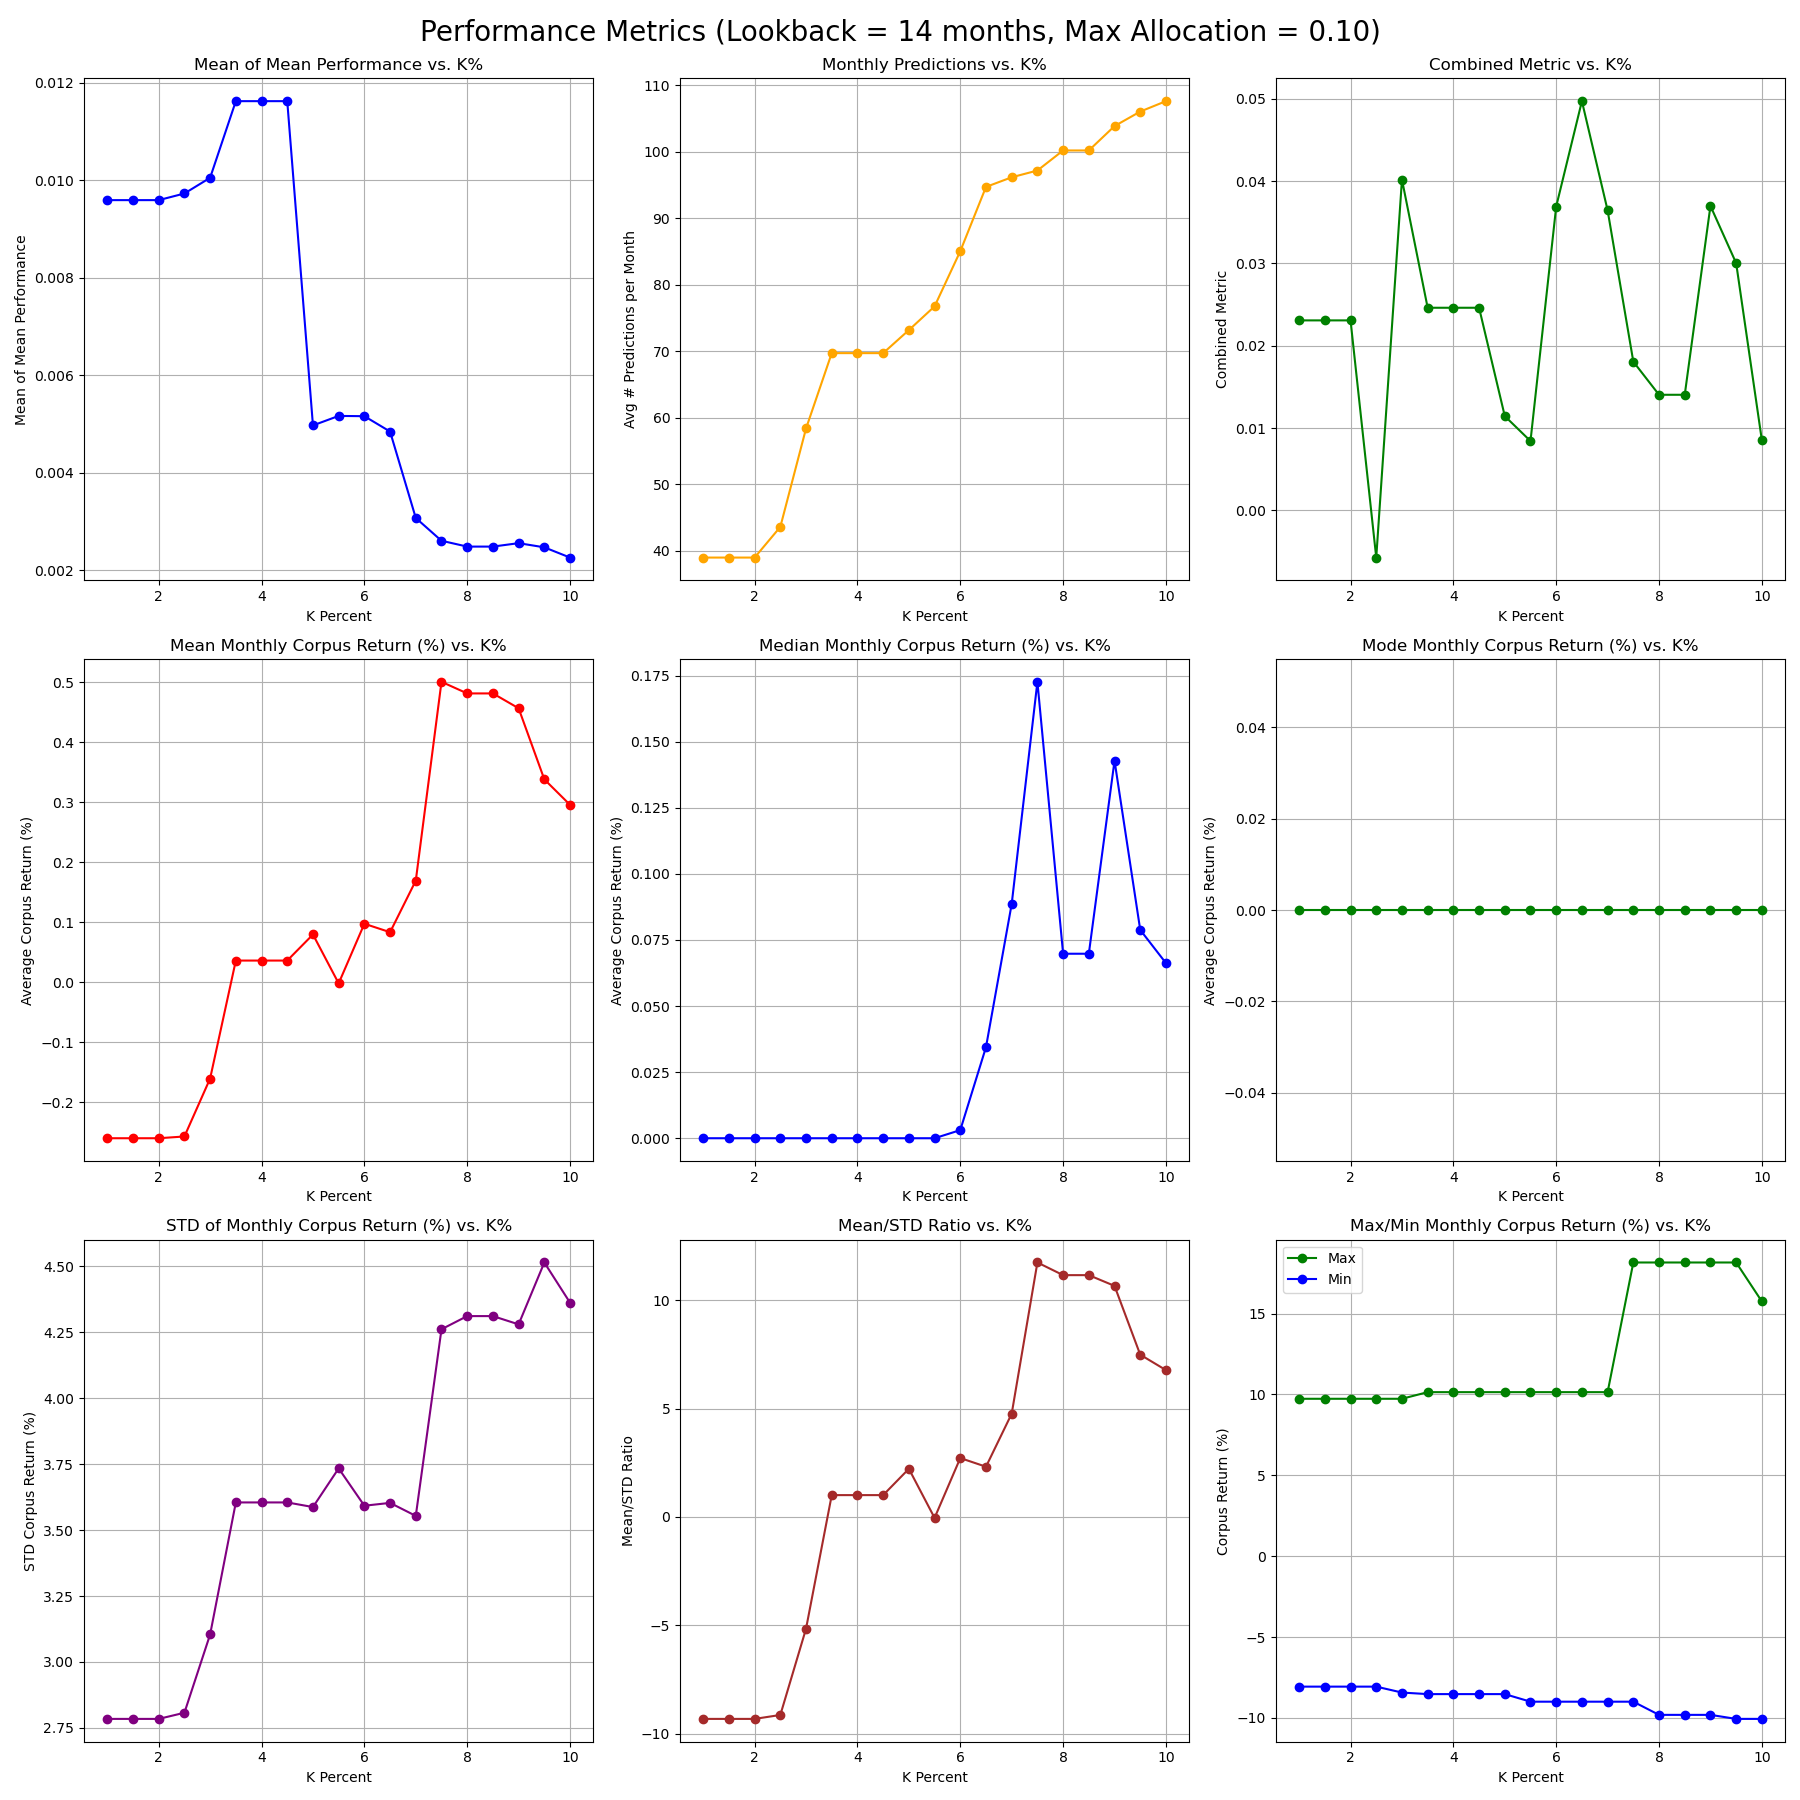 Performance Metrics (Lookback = 14 months, Max Allocation = 0.10)
Mean of Mean Performance vs. K%
Mean of Mean Performance
0.012
0.010
0.008
0.006
0.004
0.002
2 4 6 8 10
K Percent
Monthly Predictions vs. K%
Avg # Predictions per Month
110
100
90
80
70
60
50
40
2 4 6 8 10
K Percent
Combined Metric vs. K%
Combined Metric
0.05
0.04
0.03
0.02
0.01
0.00
2 4 6 8 10
K Percent
Mean Monthly Corpus Return (%) vs. K%
Average Corpus Return (%)
0.5
0.4
0.3
0.2
0.1
0.0
−0.1
−0.2
2 4 6 8 10
K Percent
Median Monthly Corpus Return (%) vs. K%
Average Corpus Return (%)
0.175
0.150
0.125
0.100
0.075
0.050
0.025
0.000
2 4 6 8 10
K Percent
Mode Monthly Corpus Return (%) vs. K%
Average Corpus Return (%)
0.04
0.02
0.00
−0.02
−0.04
2 4 6 8 10
K Percent
STD of Monthly Corpus Return (%) vs. K%
STD Corpus Return (%)
4.50
4.25
4.00
3.75
3.50
3.25
3.00
2.75
2 4 6 8 10
K Percent
Mean/STD Ratio vs. K%
Mean/STD Ratio
10
5
0
−5
−10
2 4 6 8 10
K Percent
Max/Min Monthly Corpus Return (%) vs. K%
Max
Min
Corpus Return (%)
15
10
5
0
−5
−10
2 4 6 8 10
K Percent